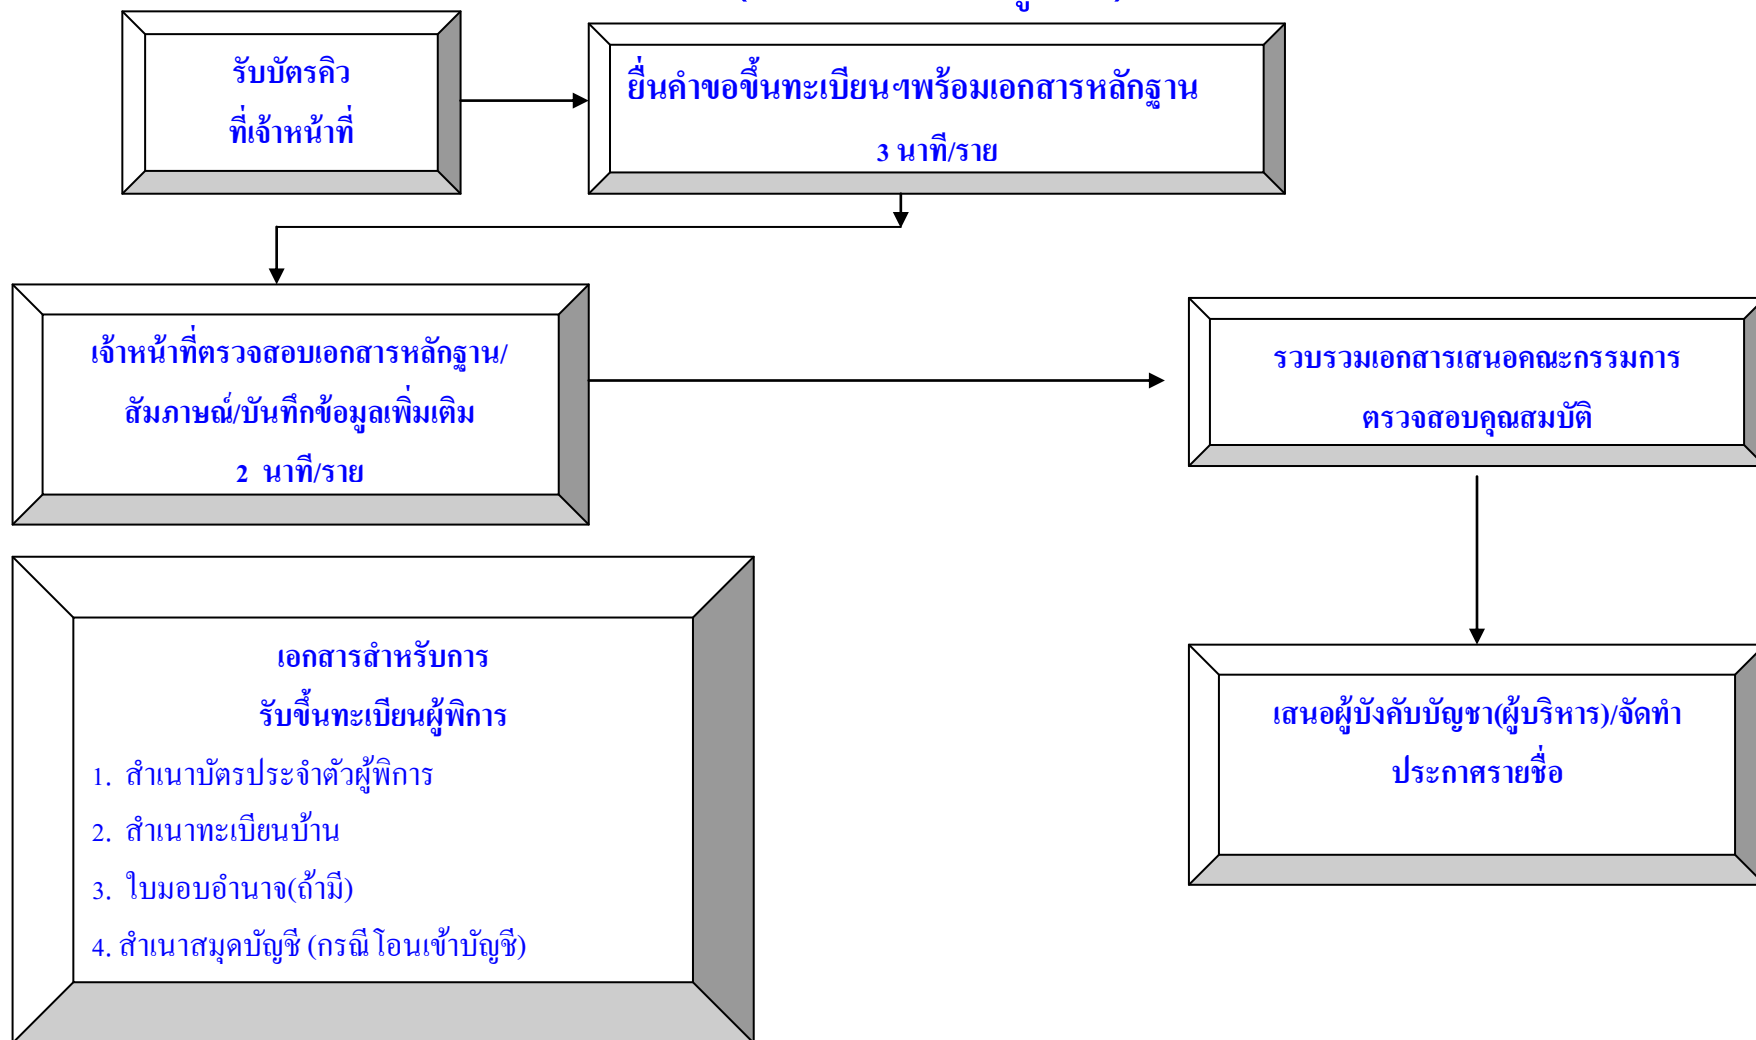 รับบัตรคิว
ที่เจ้าหน้าที่
ยื่นคำขอขึ้นทะเบียนฯพร้อมเอกสารหลักฐาน
3 นาที/ราย
เจ้าหน้าที่ตรวจสอบเอกสารหลักฐาน/
สัมภาษณ์/บันทึกข้อมูลเพิ่มเติม
2 นาที/ราย
รวบรวมเอกสารเสนอคณะกรรมการ
ตรวจสอบคุณสมบัติ
เอกสารสำหรับการ
รับขึ้นทะเบียนผู้พิการ
1. สำเนาบัตรประจำตัวผู้พิการ
2. สำเนาทะเบียนบ้าน
3. ใบมอบอำนาจ(ถ้ามี)
4. สำเนาสมุดบัญชี (กรณีโอนเข้าบัญชี)
เสนอผู้บังคับบัญชา(ผู้บริหาร)/จัดทำ
ประกาศรายชื่อ